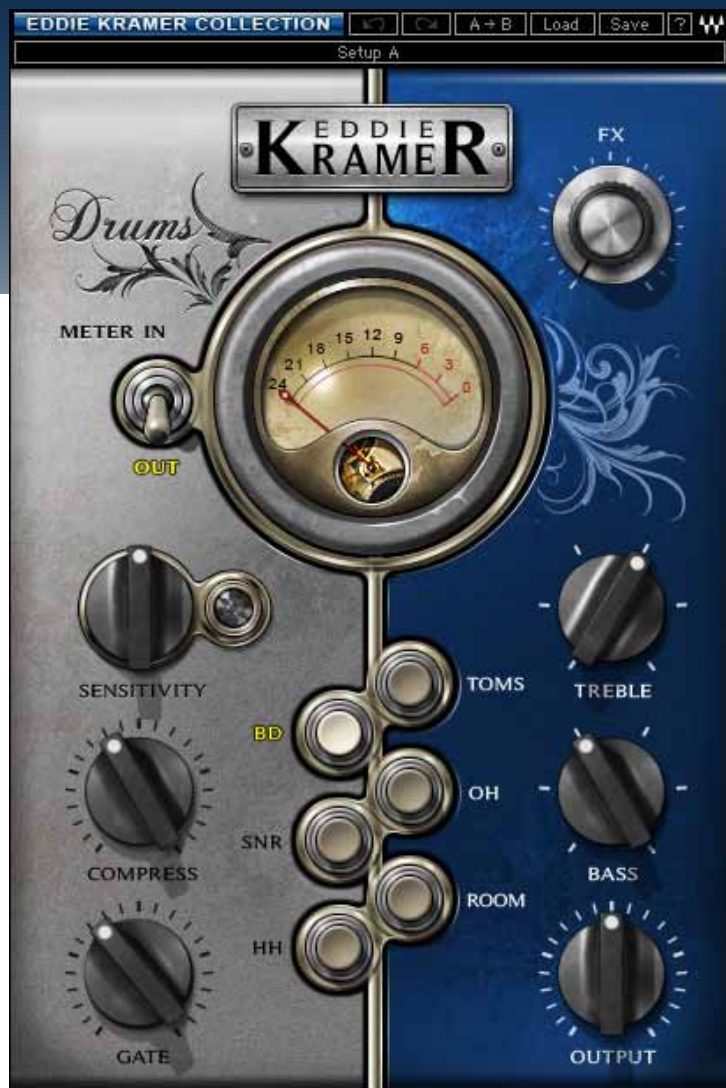 EDDIE KRAMER COLLECTION A→B Load Save ?
Setup A
EDDIE
KRAMER
FX
Drums
METER IN
24 21 18 15 12 9 6 3 0
OUT
SENSITIVITY
TOMS
TREBLE
BD
OH
SNR
COMPRESS
BASS
ROOM
HH
GATE
OUTPUT